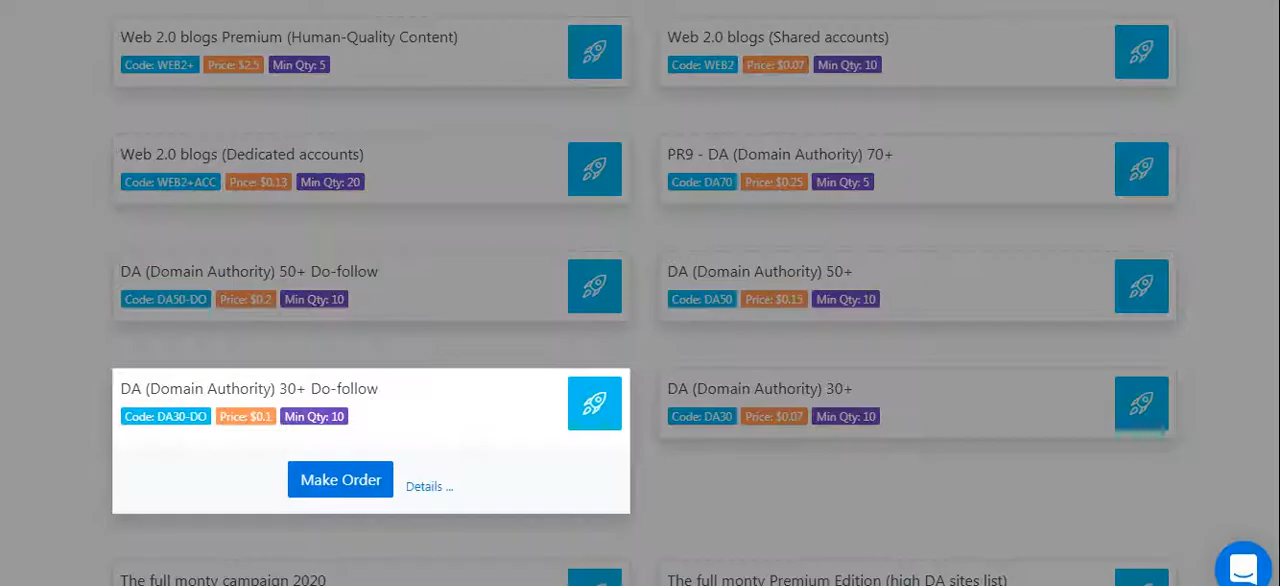 Web 2.0 blogs Premium (Human-Quality Content)
Code: WEB2+ Price: $2.5 Min Qty: 5
Web 2.0 blogs (Shared accounts)
Code: WEB2 Price: $0.07 Min Qty: 10
Web 2.0 blogs (Dedicated accounts)
Code: WEB2+ACC Price: $0.13 Min Qty: 20
PR9 - DA (Domain Authority) 70+
Code: DA70 Price: $0.25 Min Qty: 5
DA (Domain Authority) 50+ Do-follow
Code: DA50-DO Price: $0.2 Min Qty: 10
DA (Domain Authority) 50+
Code: DA50 Price: $0.15 Min Qty: 10
DA (Domain Authority) 30+ Do-follow
Code: DA30-DO Price: $0.1 Min Qty: 10
Make Order Details ...
DA (Domain Authority) 30+
Code: DA30 Price: $0.07 Min Qty: 10
The full monty campaign 2020
The full monty Premium Edition (high DA sites list)